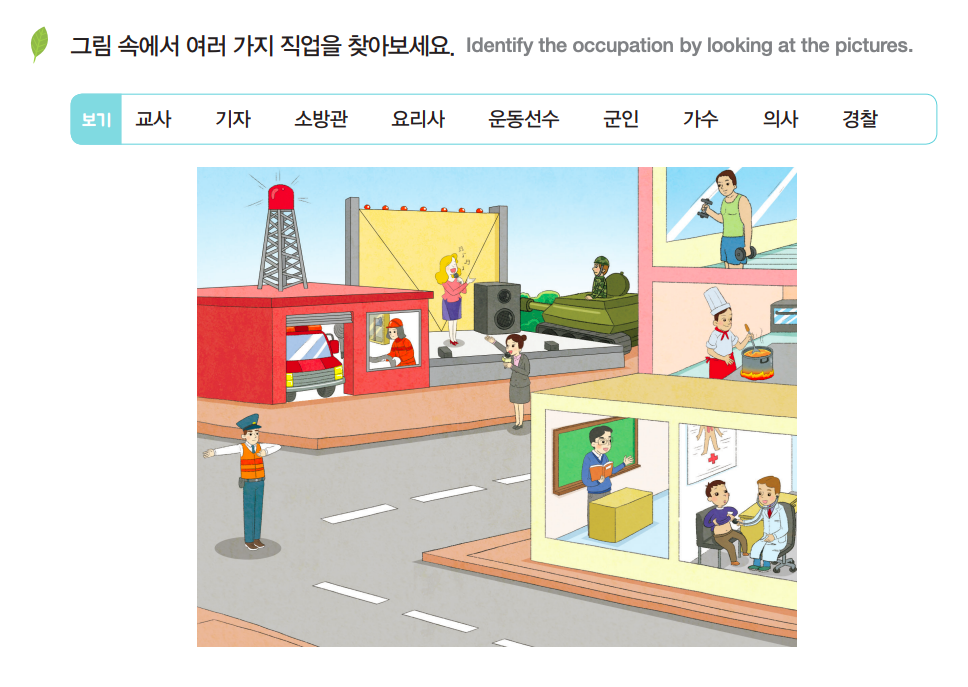 그림 속에서 여러 가지 직업을 찾아보세요. Identify the occupation by looking at the pictures.
보기 교사 기자 소방관 요리사 운동선수 군인 가수 의사 경찰